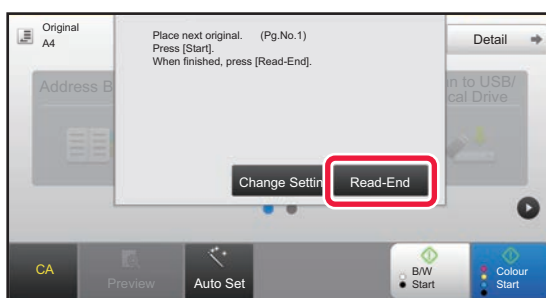 Original
A4
Place next original. (Pg.No.1)
Press [Start].
When finished, press [Read-End].
Detail
Address B
n to USB/
cal Drive
Change Settin
Read-End
CA
Preview
Auto Set
B/W
Start
Colour
Start